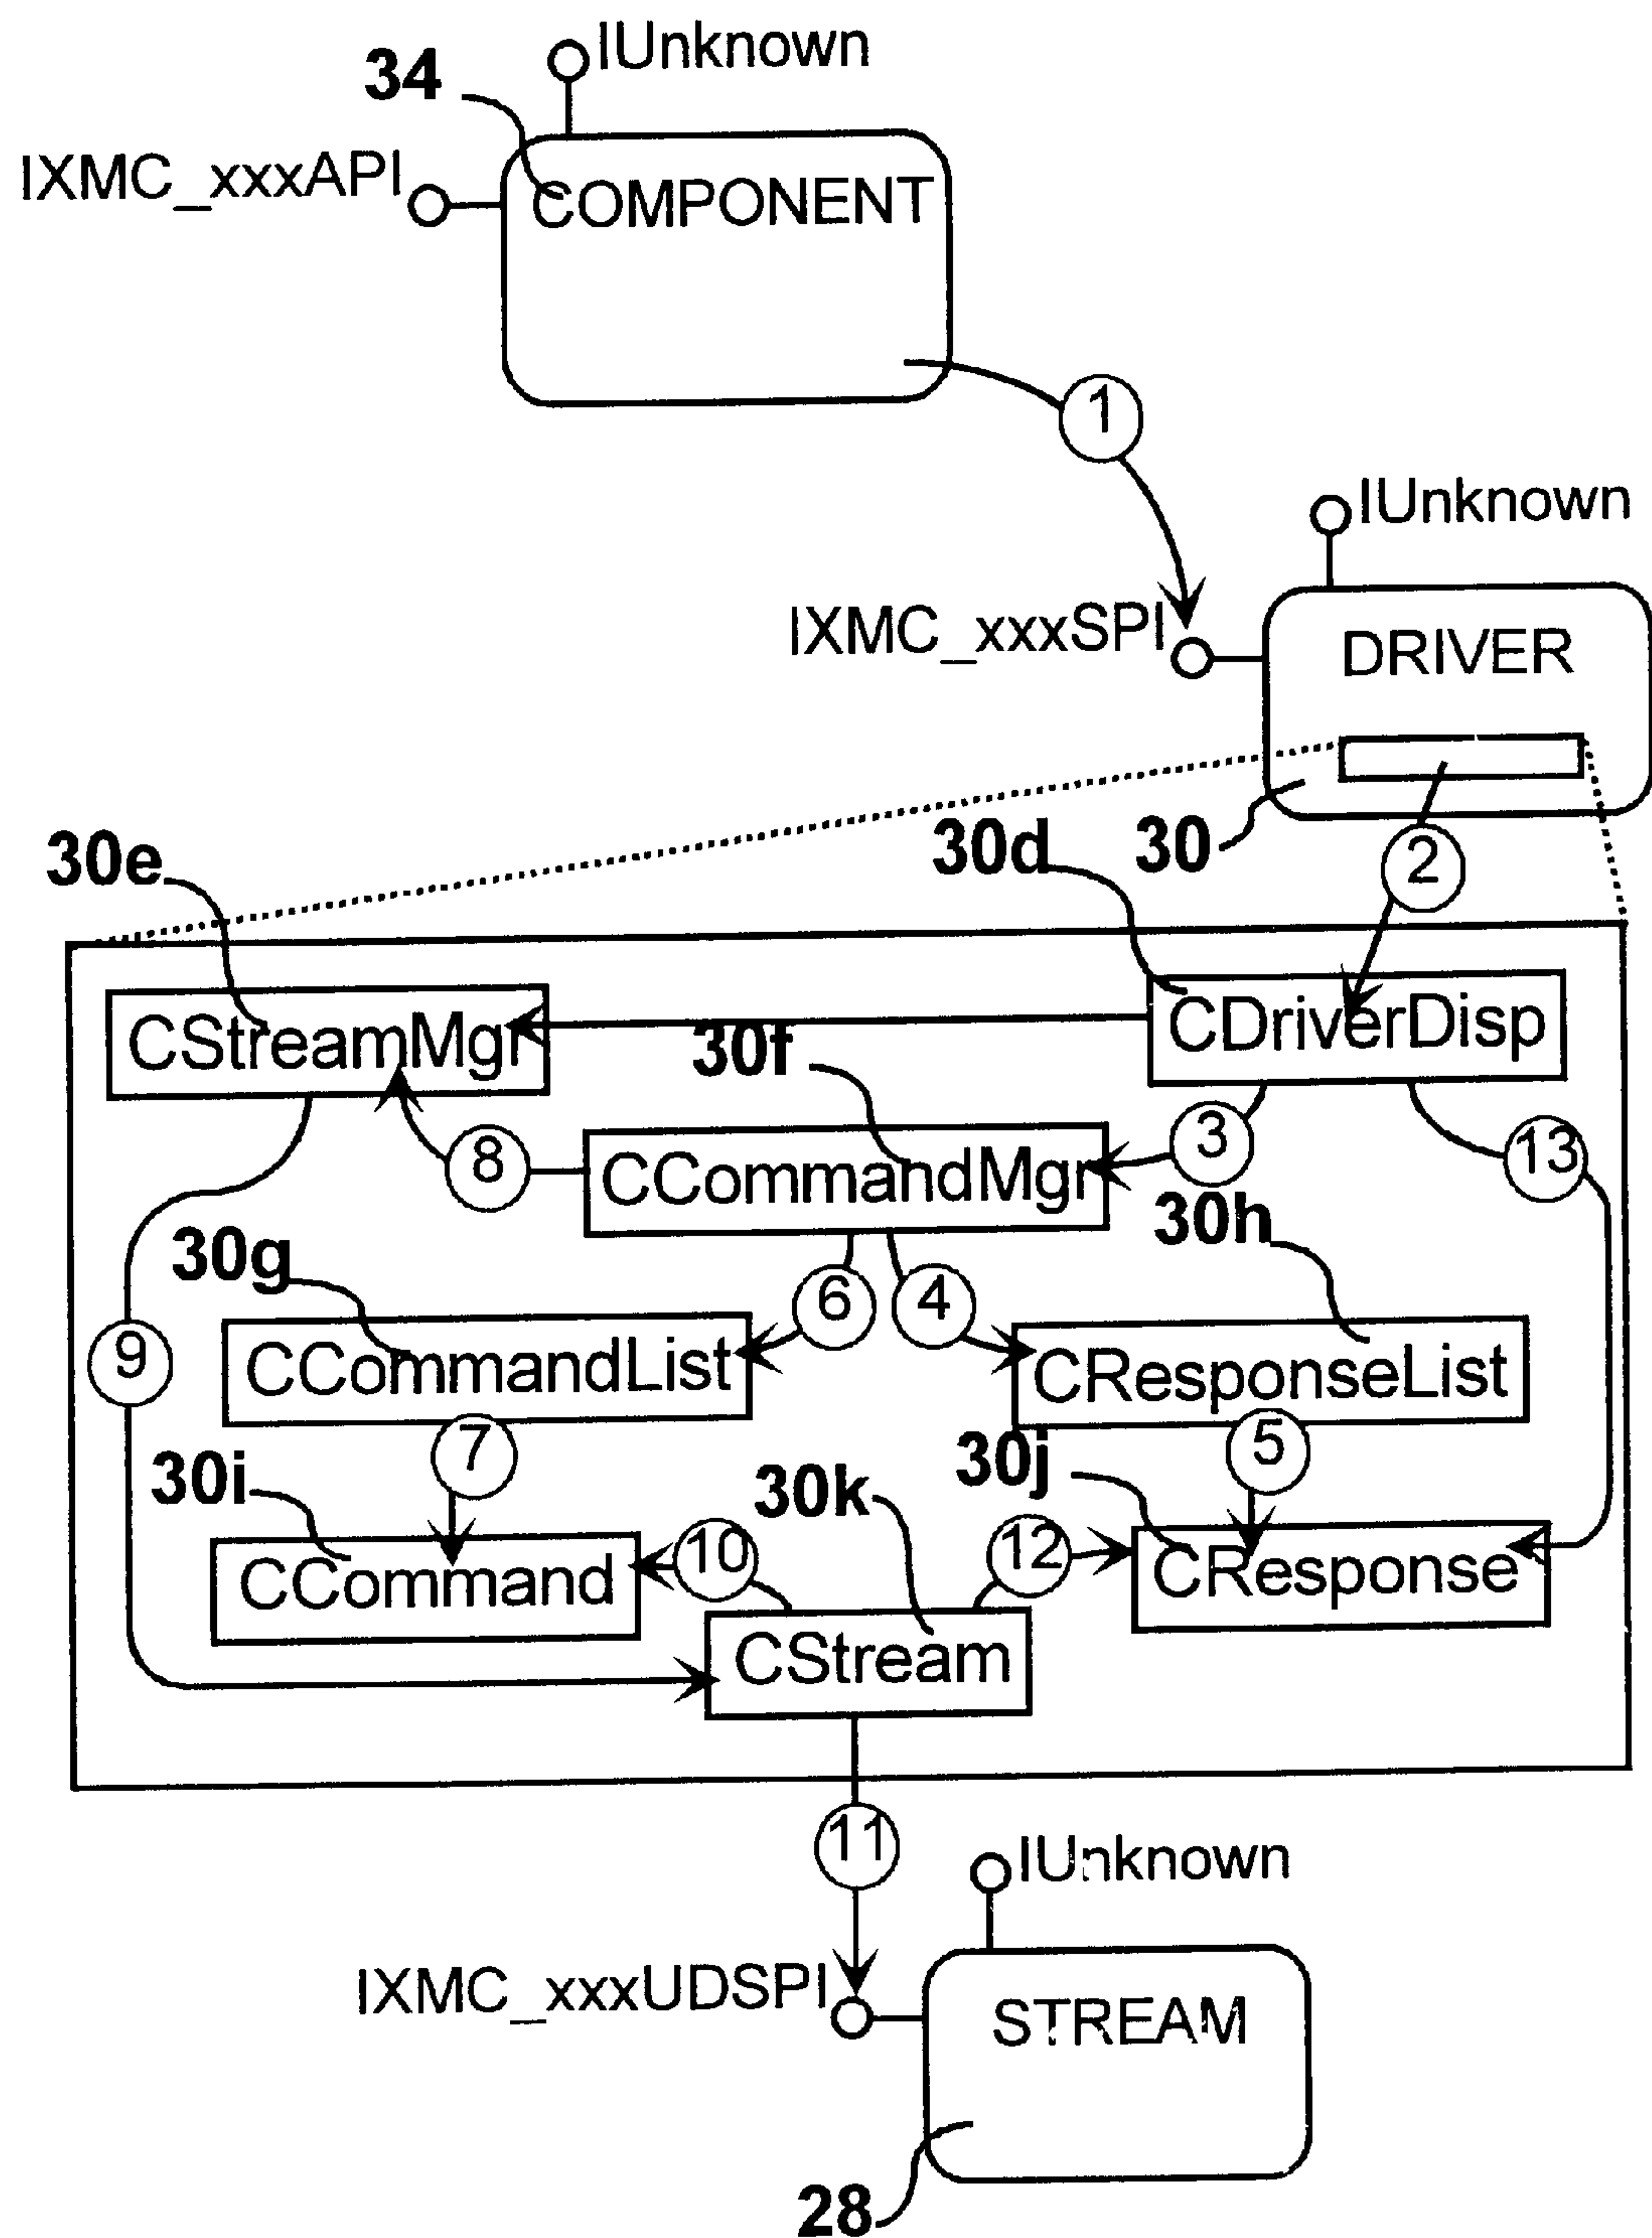 IUnknown
34
IXMC_xxxAPI
COMPONENT
1
IUnknown
IXMC_xxxSPI
DRIVER
30e
30d
30
2
CStreamMgr
30f
CDriverDisp
8
CCommandMgr
3
13
30g
30h
6
4
9
CCommandList
CResponseList
7
5
30i
30k
30j
10
12
CCommand
CResponse
CStream
11
IUnknown
IXMC_xxxUDSPI
STREAM
28